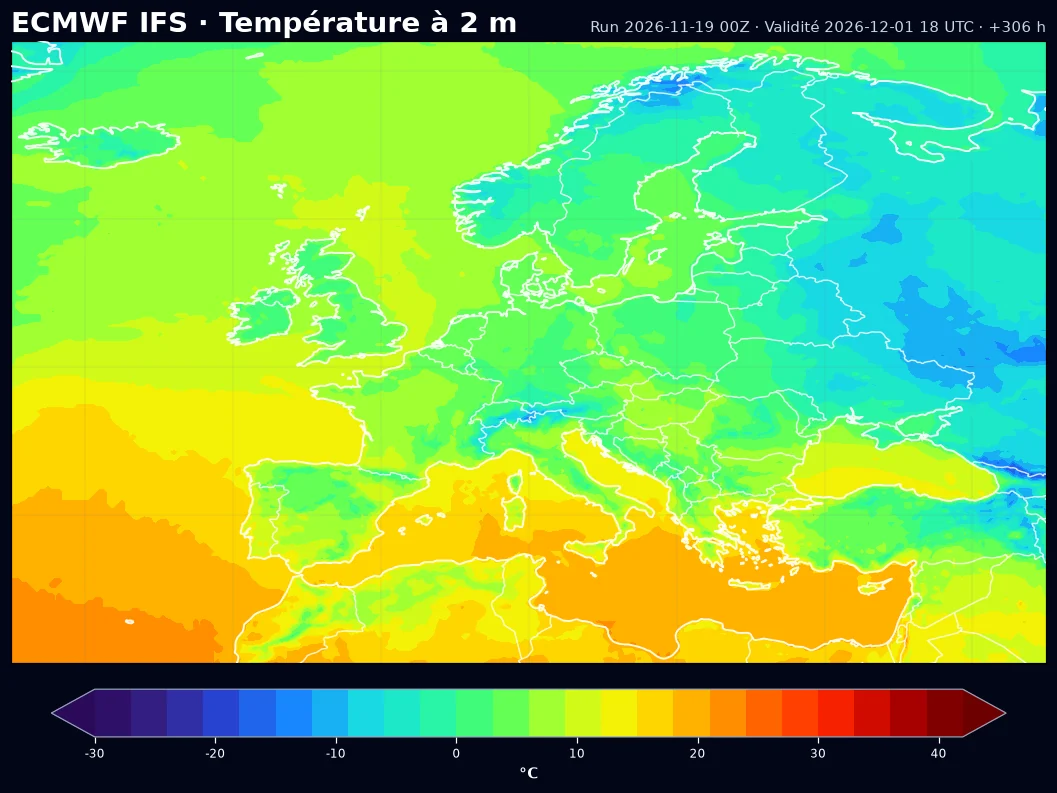 ECMWF IFS · Température à 2 m
Run 2026-11-19 00Z · Validité 2026-12-01 18 UTC · +306 h
-30 -20 -10 0 10 20 30 40
°C